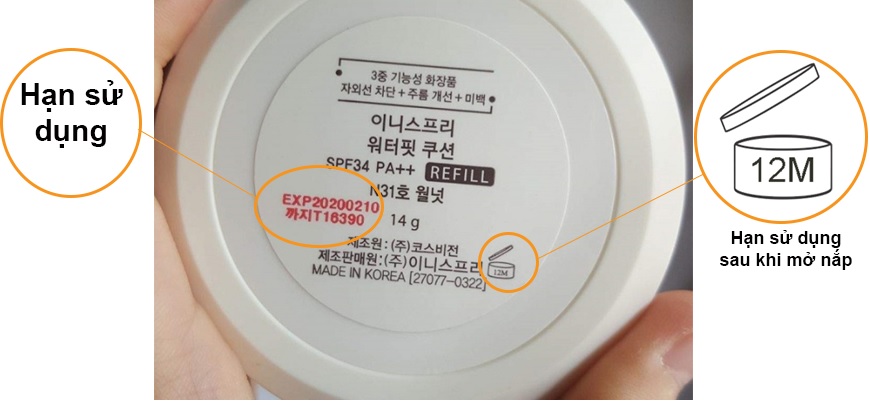 Hạn sử
dụng
3중 기능성 화장품
자외선 차단+주름 개선+미백
이니스프리
워터핏 쿠션
SPF34 PA++ REFILL
N31호 월넛
EXP20200210
까지T16390
14 g
제조원:(주)코스비전
제조판매원:(주)이니스프리
12M
MADE IN KOREA [27077-0322]
12M
Hạn sử dụng
sau khi mở nắp